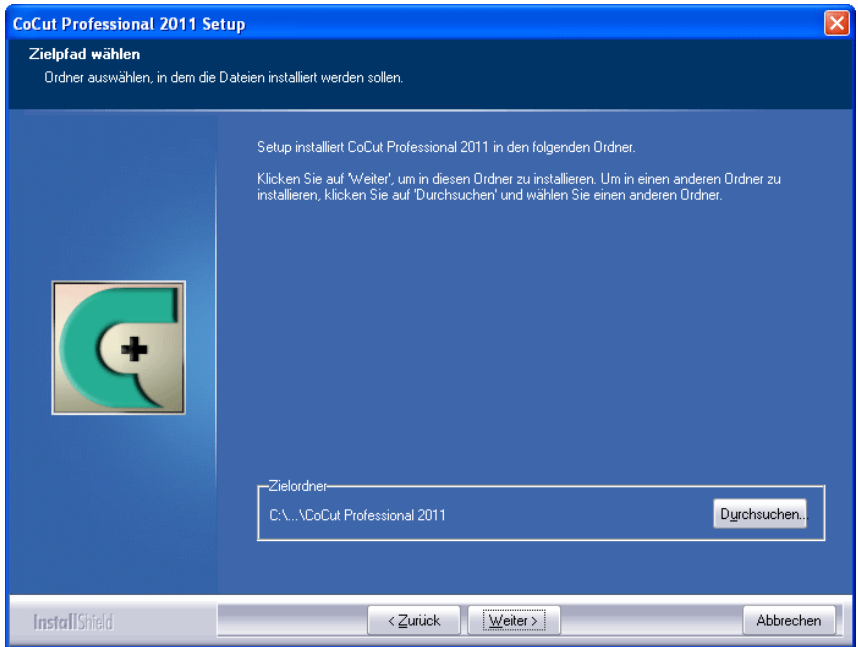 CoCut Professional 2011 Setup
Zielpfad wählen
Ordner auswählen, in dem die Dateien installiert werden sollen.
Setup installiert CoCut Professional 2011 in den folgenden Ordner.
Klicken Sie auf 'Weiter', um in diesen Ordner zu installieren. Um in einen anderen Ordner zu
installieren, klicken Sie auf 'Durchsuchen' und wählen Sie einen anderen Ordner.
Zielordner
C:\...\CoCut Professional 2011
Durchsuchen...
InstallShield
< Zurück
Weiter >
Abbrechen